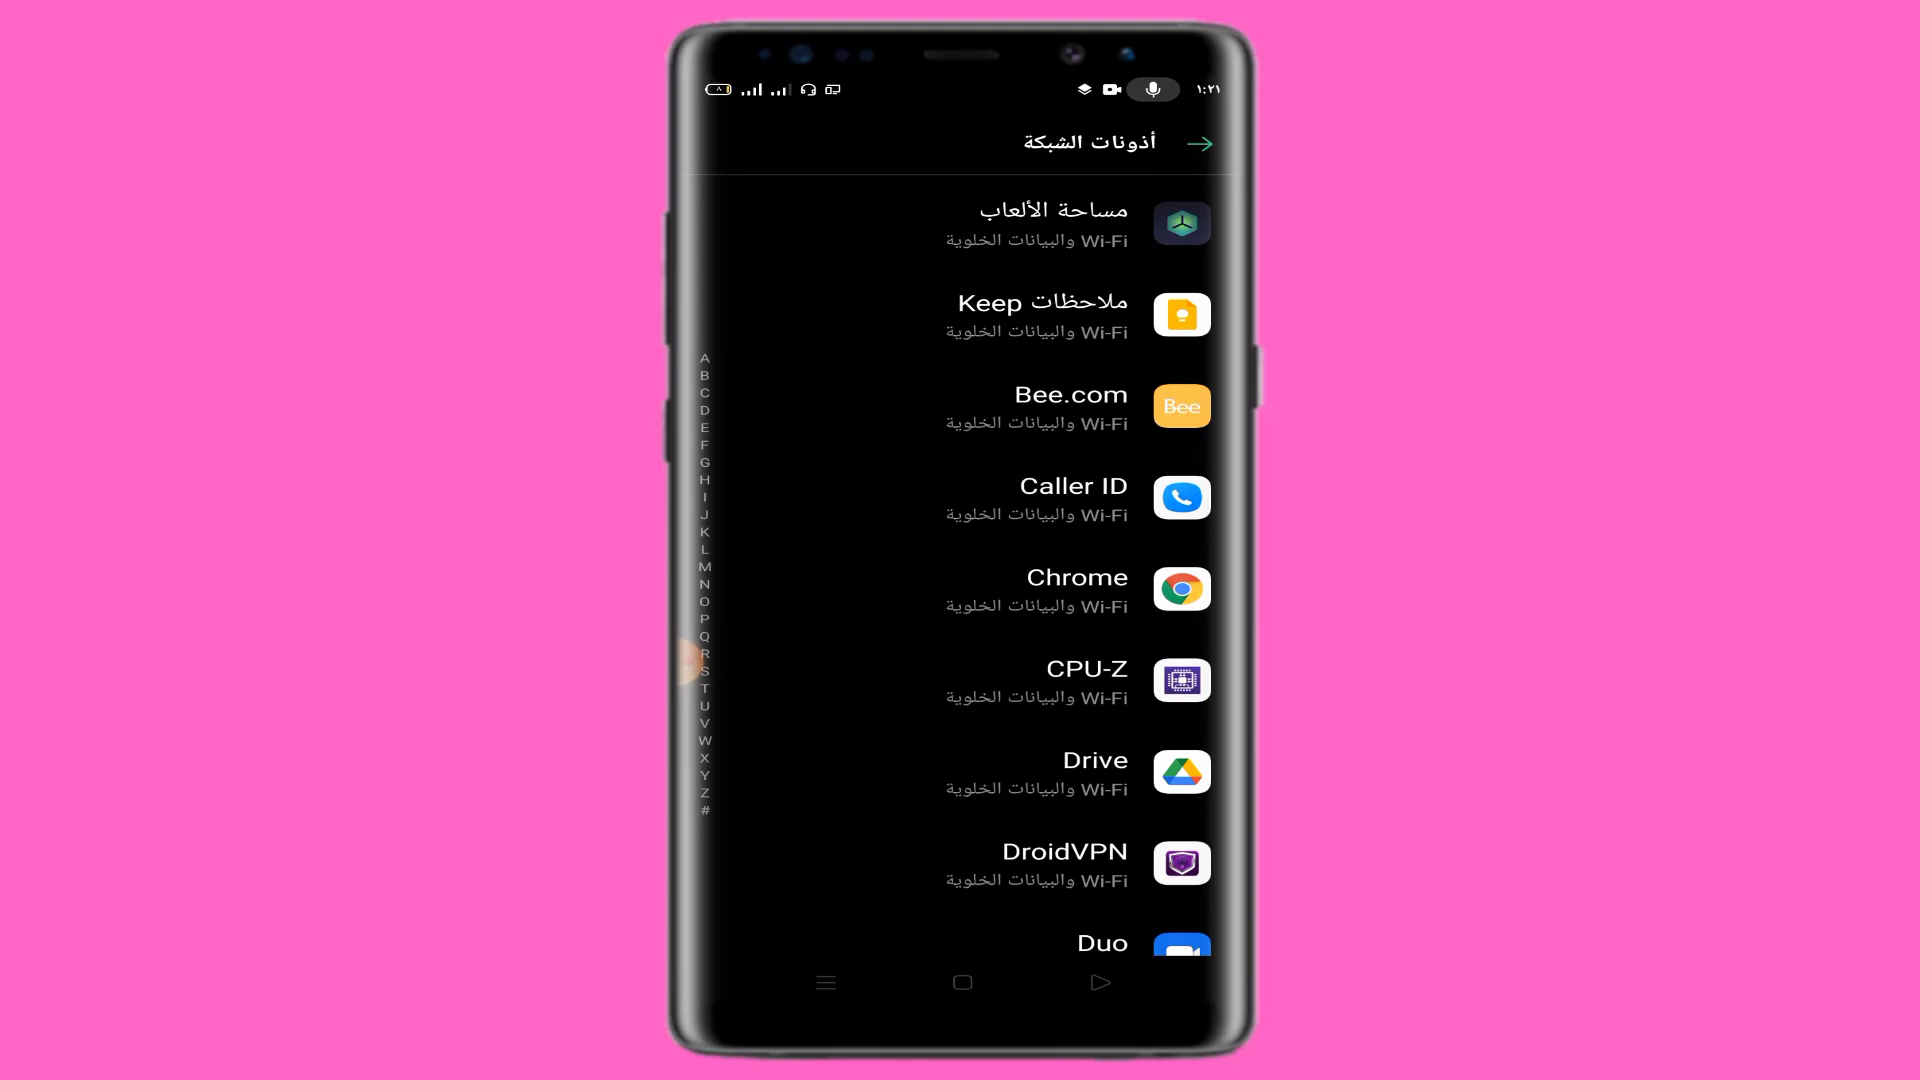 ١:٢١
أذونات الشبكة
مساحة الألعاب
Wi-Fi والبيانات الخلوية
ملاحظات Keep
Wi-Fi والبيانات الخلوية
Bee.com
Bee
Wi-Fi والبيانات الخلوية
Caller ID
Wi-Fi والبيانات الخلوية
Chrome
Wi-Fi والبيانات الخلوية
CPU-Z
Wi-Fi والبيانات الخلوية
Drive
Wi-Fi والبيانات الخلوية
DroidVPN
Wi-Fi والبيانات الخلوية
Duo
A
B
C
D
E
F
G
H
I
J
K
L
M
N
O
P
Q
R
S
T
U
V
W
X
Y
Z
#